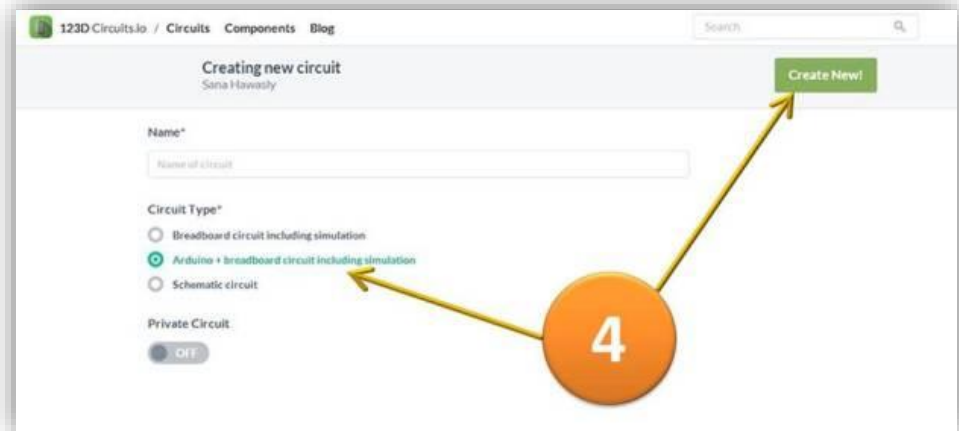 123D Circuits.io / Circuits Components Blog
Search
Creating new circuit
Sana Hawasly
Create New!
Name*
Name of circuit
Circuit Type*
Breadboard circuit including simulation
Arduino + breadboard circuit including simulation
Schematic circuit
Private Circuit
OFF
4